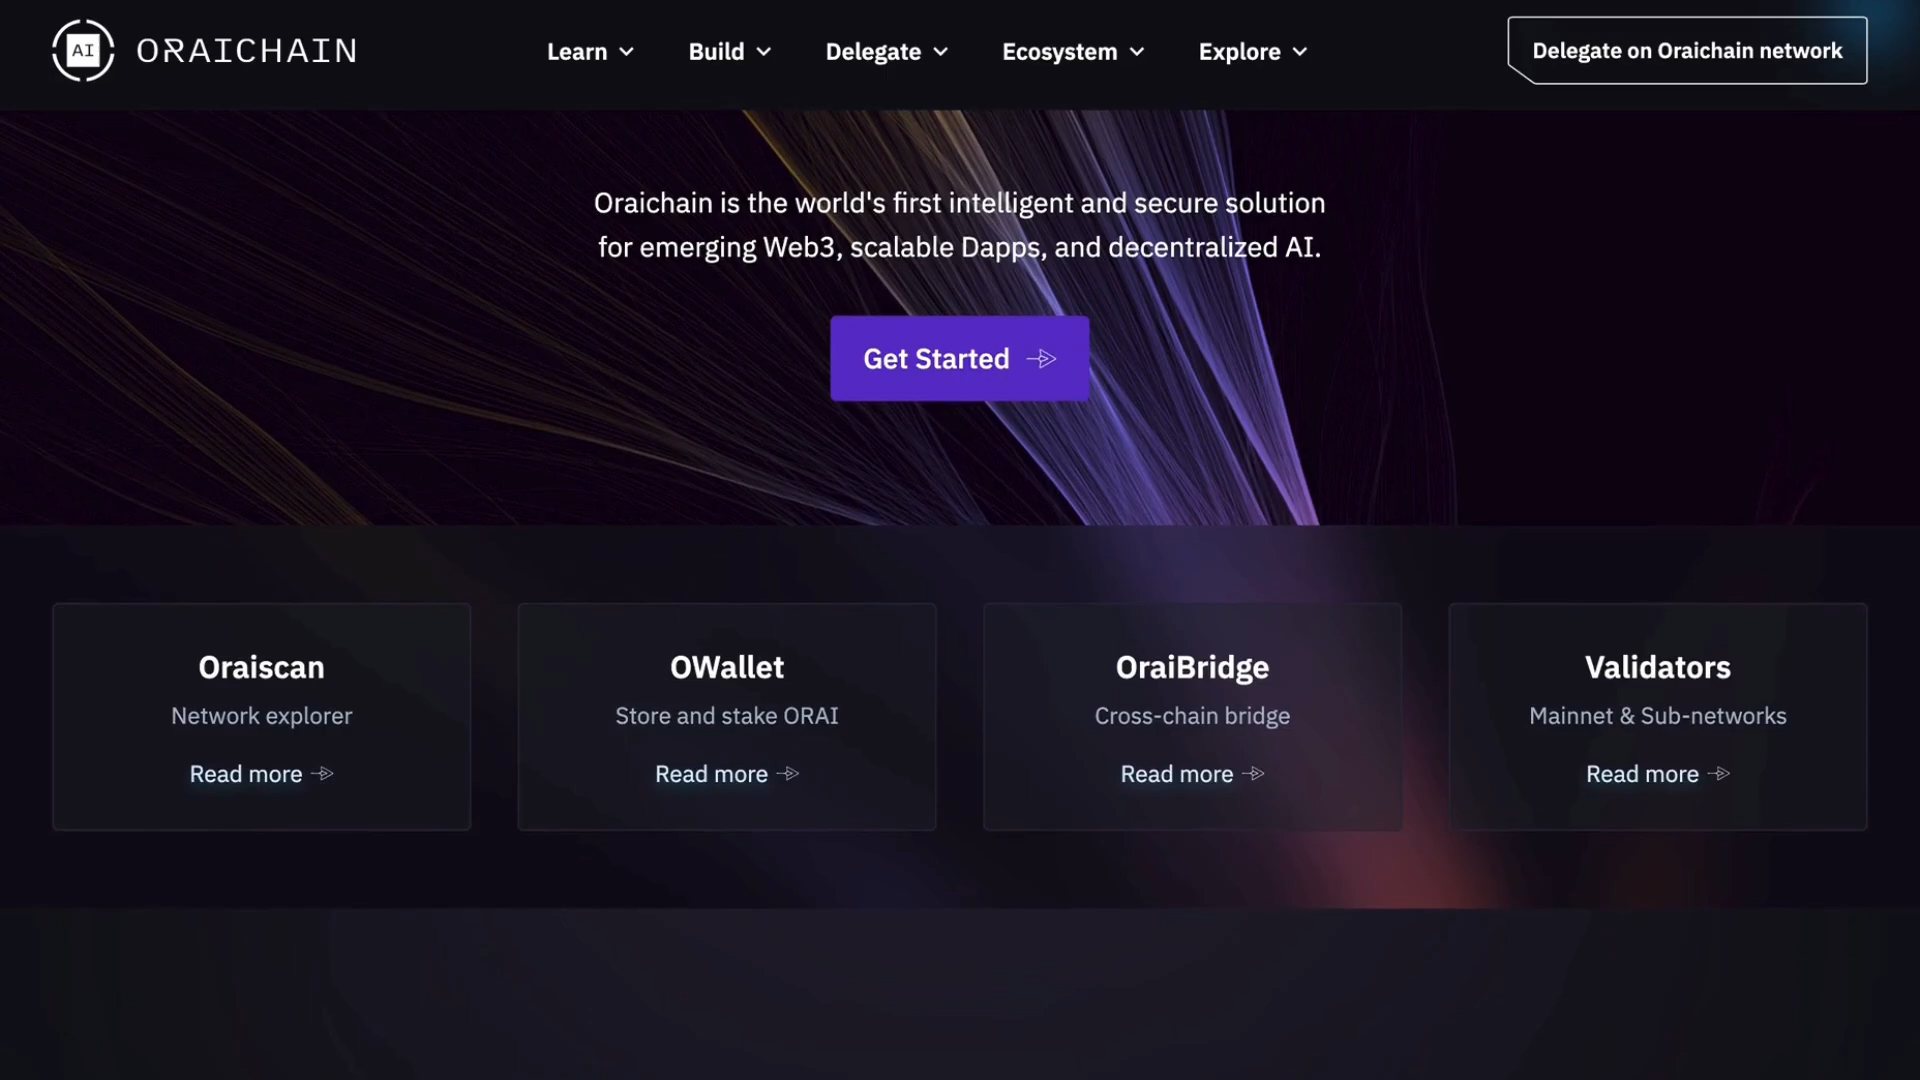 AI ORAICHAIN
Learn
Build
Delegate
Ecosystem
Explore
Delegate on Oraichain network
Oraichain is the world's first intelligent and secure solution
for emerging Web3, scalable Dapps, and decentralized AI.
Get Started
Oraiscan
Network explorer
Read more
OWallet
Store and stake ORAI
Read more
OraiBridge
Cross-chain bridge
Read more
Validators
Mainnet & Sub-networks
Read more